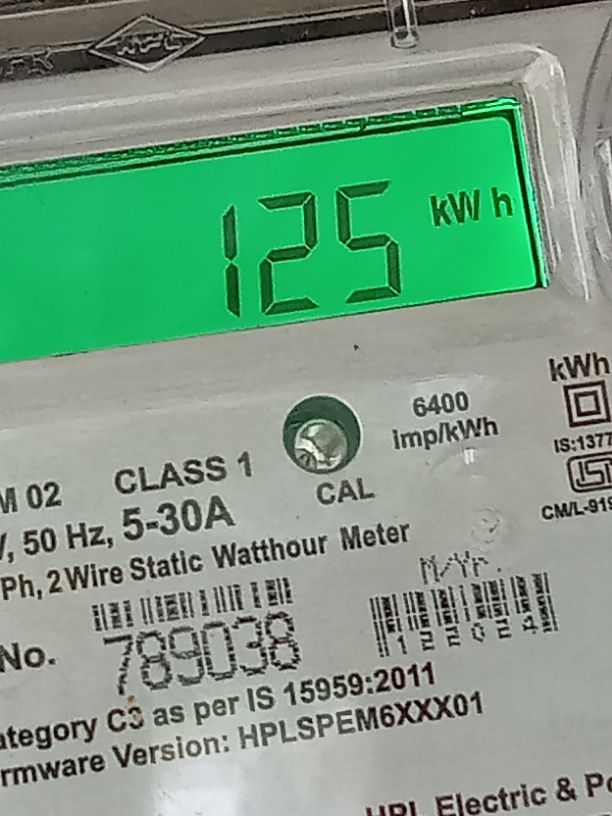 HPL
125 kWh
6400
imp/kWh
kWh
IS:1377
M 02 CLASS 1
CAL
CM/L-919
V, 50 Hz, 5-30A
Ph, 2 Wire Static Watthour Meter
M/Yr.
No. 789038
ategory C3 as per IS 15959:2011
rmware Version: HPLSPEM6XXX01
HPL Electric & Po